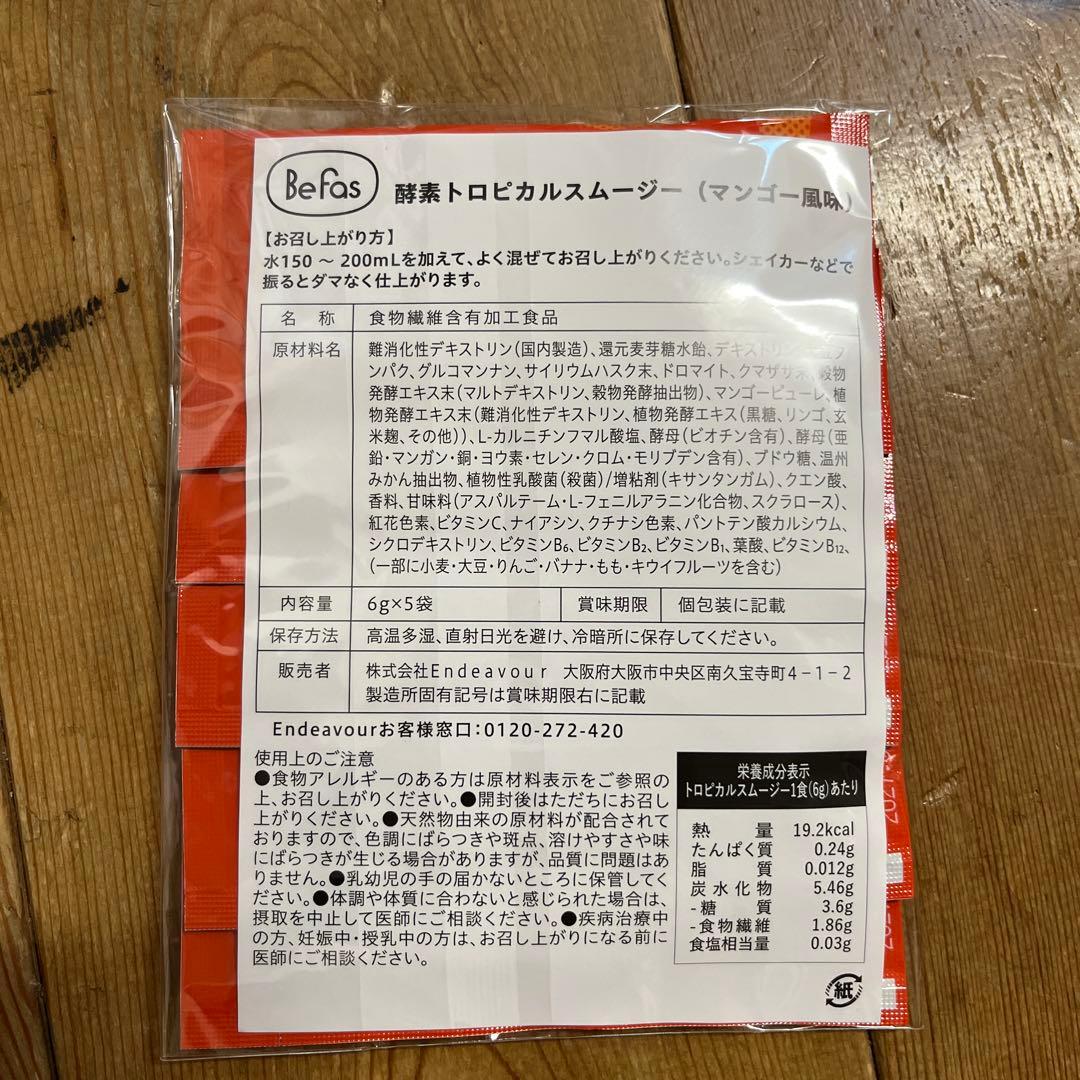 BeFas 酵素トロピカルスムージー(マンゴー風味)
【お召し上がり方】
水150 ～ 200mLを加えて、よく混ぜてお召し上がりください。シェイカーなどで
振るとダマなく仕上がります。
名 称 食物繊維含有加工食品
原材料名 難消化性デキストリン(国内製造)、還元麦芽糖水飴、デキストリン
ンパク、グルコマンナン、サイリウムハスク末、ドロマイト、クマザサ末、穀物
発酵エキス末(マルトデキストリン、穀物発酵抽出物)、マンゴーピューレ、植
物発酵エキス末(難消化性デキストリン、植物発酵エキス(黒糖、リンゴ、玄
米麹、その他))、L-カルニチンフマル酸塩、酵母(ビオチン含有)、酵母(亜
鉛・マンガン・銅・ヨウ素・セレン・クロム・モリブデン含有)、ブドウ糖、温州
みかん抽出物、植物性乳酸菌(殺菌)/増粘剤(キサンタンガム)、クエン酸、
香料、甘味料(アスパルテーム・L-フェニルアラニン化合物、スクラロース)、
紅花色素、ビタミンC、ナイアシン、クチナシ色素、パントテン酸カルシウム、
シクロデキストリン、ビタミンB6、ビタミンB2、ビタミンB1、葉酸、ビタミンB12、
(一部に小麦・大豆・りんご・バナナ・もも・キウイフルーツを含む)
内容量 6g×5袋 賞味期限 個包装に記載
保存方法 高温多湿、直射日光を避け、冷暗所に保存してください。
販売者 株式会社Endeavour 大阪府大阪市中央区南久宝寺町4－1－2
製造所固有記号は賞味期限右に記載
Endeavourお客様窓口：0120-272-420
使用上のご注意
●食物アレルギーのある方は原材料表示をご参照の
上、お召し上がりください。●開封後はただちにお召し
上がりください。●天然物由来の原材料が配合されて
おりますので、色調にばらつきや斑点、溶けやすさや味
にばらつきが生じる場合がありますが、品質に問題はあ
りません。●乳幼児の手の届かないところに保管してく
ださい。●体調や体質に合わないと感じられた場合は、
摂取を中止して医師にご相談ください。●疾病治療中
の方、妊娠中・授乳中の方は、お召し上がりになる前に
医師にご相談ください。
栄養成分表示
トロピカルスムージー1食(6g)あたり
熱 量 19.2kcal
たんぱく質 0.24g
脂 質 0.012g
炭水化物 5.46g
-糖 質 3.6g
-食物繊維 1.86g
食塩相当量 0.03g
紙